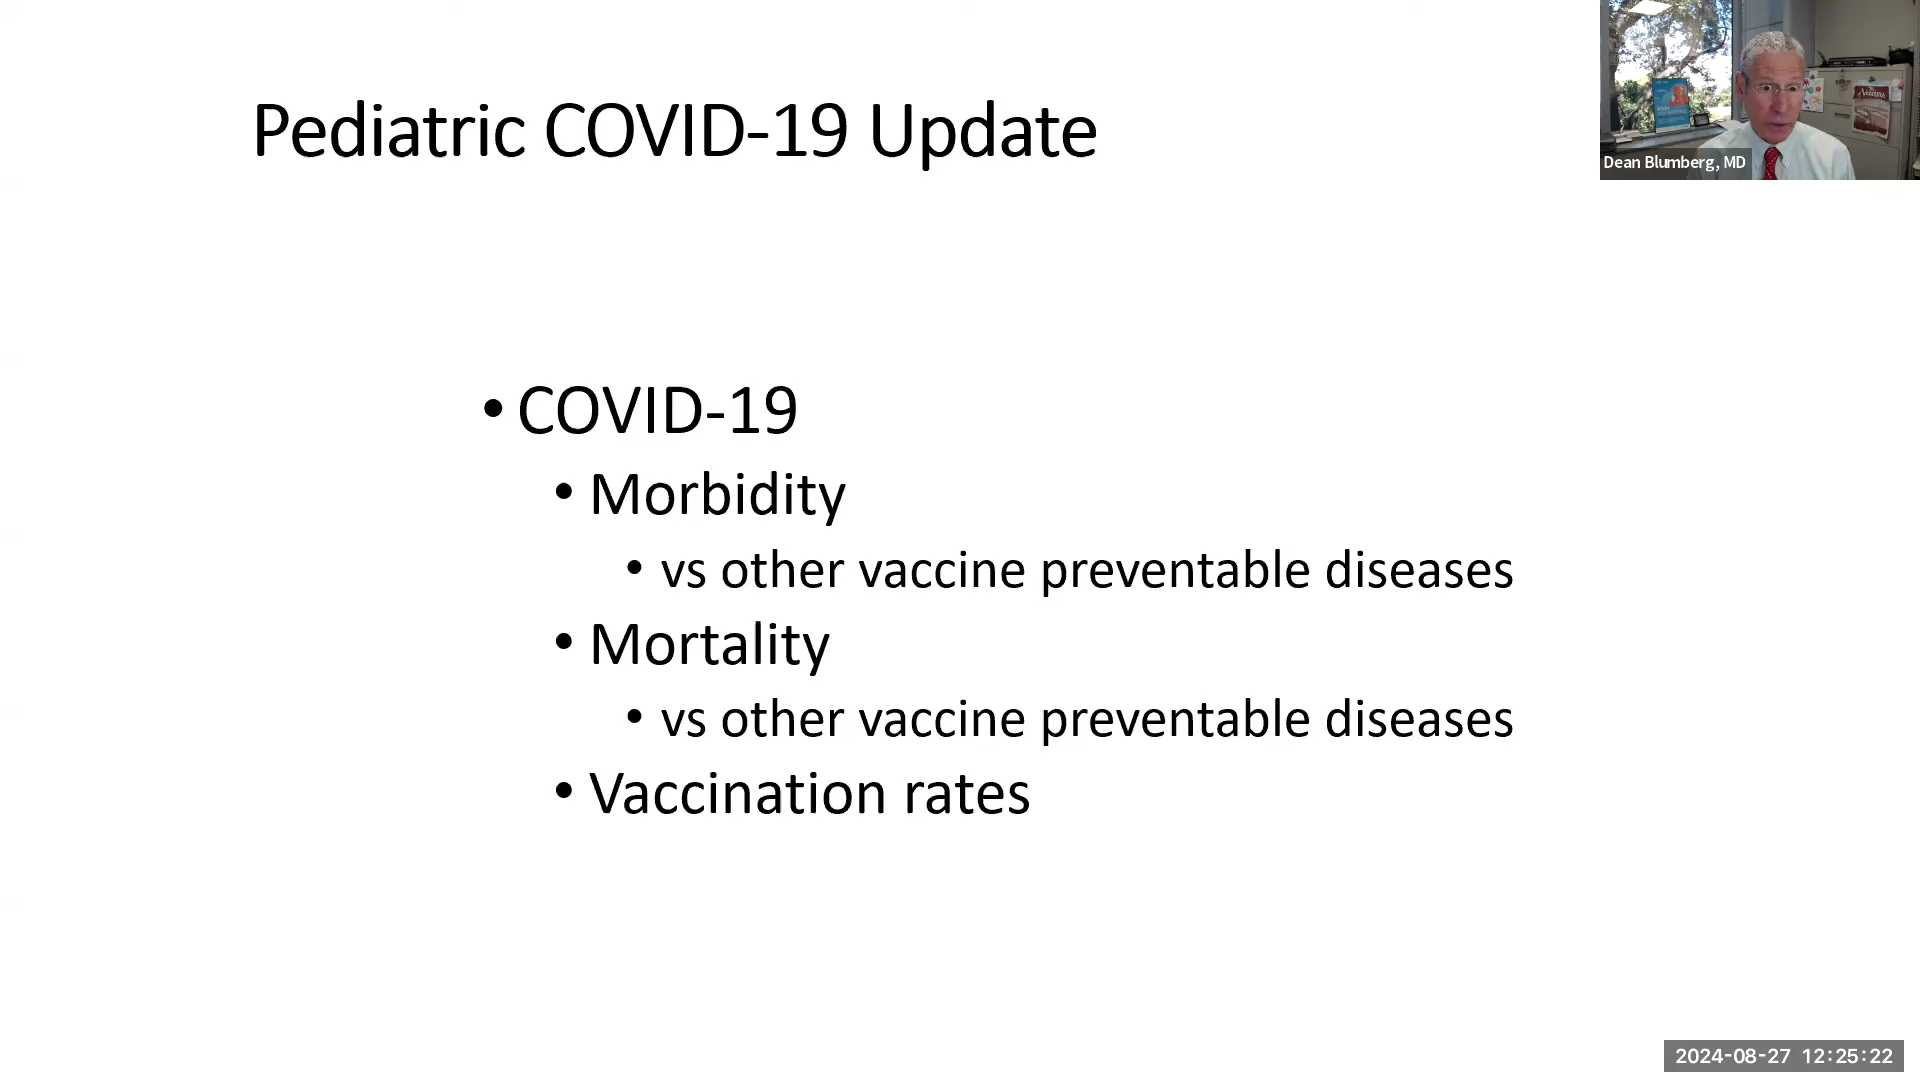 Pediatric COVID-19 Update
Dean Blumberg, MD
• COVID-19
• Morbidity
• vs other vaccine preventable diseases
• Mortality
• vs other vaccine preventable diseases
• Vaccination rates
2024-08-27 12:25:22